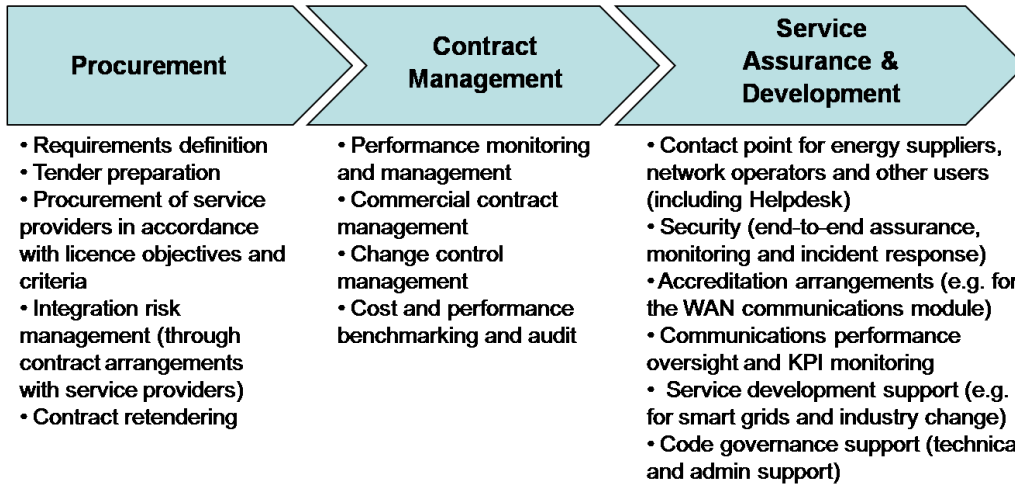 Procurement
• Requirements definition
• Tender preparation
• Procurement of service
providers in accordance
with licence objectives and
criteria
• Integration risk
management (through
contract arrangements
with service providers)
• Contract retendering
Contract
Management
• Performance monitoring
and management
• Commercial contract
management
• Change control
management
• Cost and performance
benchmarking and audit
Service
Assurance &
Development
• Contact point for energy suppliers,
network operators and other users
(including Helpdesk)
• Security (end-to-end assurance,
monitoring and incident response)
• Accreditation arrangements (e.g. for
the WAN communications module)
• Communications performance
oversight and KPI monitoring
• Service development support (e.g.
for smart grids and industry change)
• Code governance support (technica
and admin support)